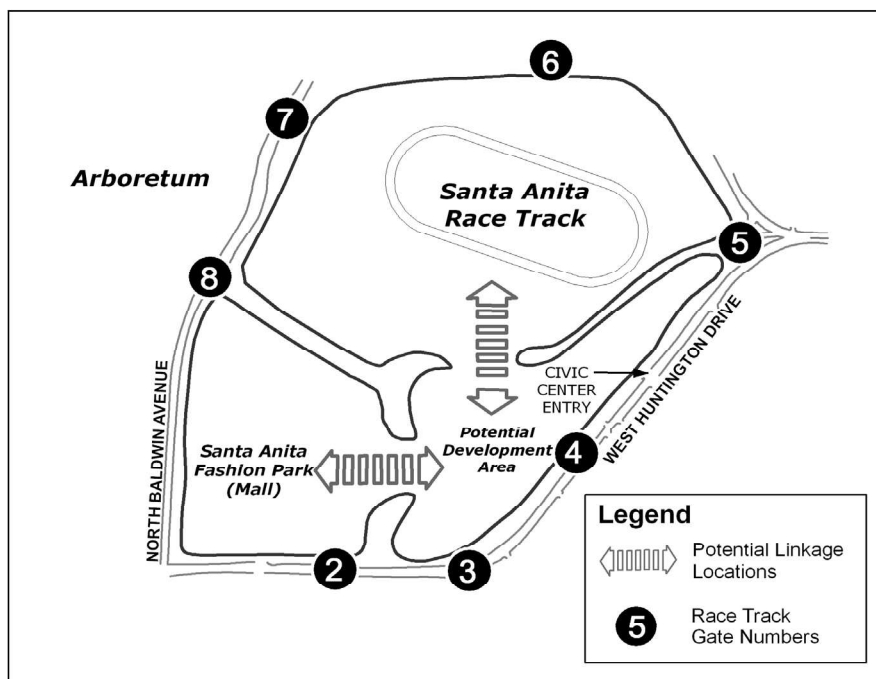 6
7
Arboretum
Santa Anita
Race Track
5
8
CIVIC
CENTER
ENTRY
WEST HUNTINGTON DRIVE
Potential
Development
Area
4
Santa Anita
Fashion Park
(Mall)
NORTH BALDWIN AVENUE
2
3
Legend
Potential Linkage
Locations
5
Race Track
Gate Numbers